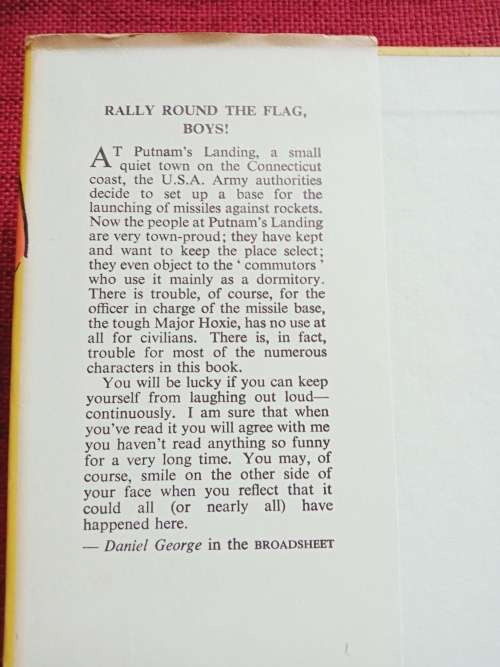 RALLY ROUND THE FLAG,
BOYS!
AT Putnam's Landing, a small
quiet town on the Connecticut
coast, the U.S.A. Army authorities
decide to set up a base for the
launching of missiles against rockets.
Now the people at Putnam's Landing
are very town-proud; they have kept
and want to keep the place select;
they even object to the ‘ commutors ’
who use it mainly as a dormitory.
There is trouble, of course, for the
officer in charge of the missile base,
the tough Major Hoxie, has no use at
all for civilians. There is, in fact,
trouble for most of the numerous
characters in this book.
You will be lucky if you can keep
yourself from laughing out loud—
continuously. I am sure that when
you've read it you will agree with me
you haven't read anything so funny
for a very long time. You may, of
course, smile on the other side of
your face when you reflect that it
could all (or nearly all) have
happened here.
— Daniel George in the BROADSHEET